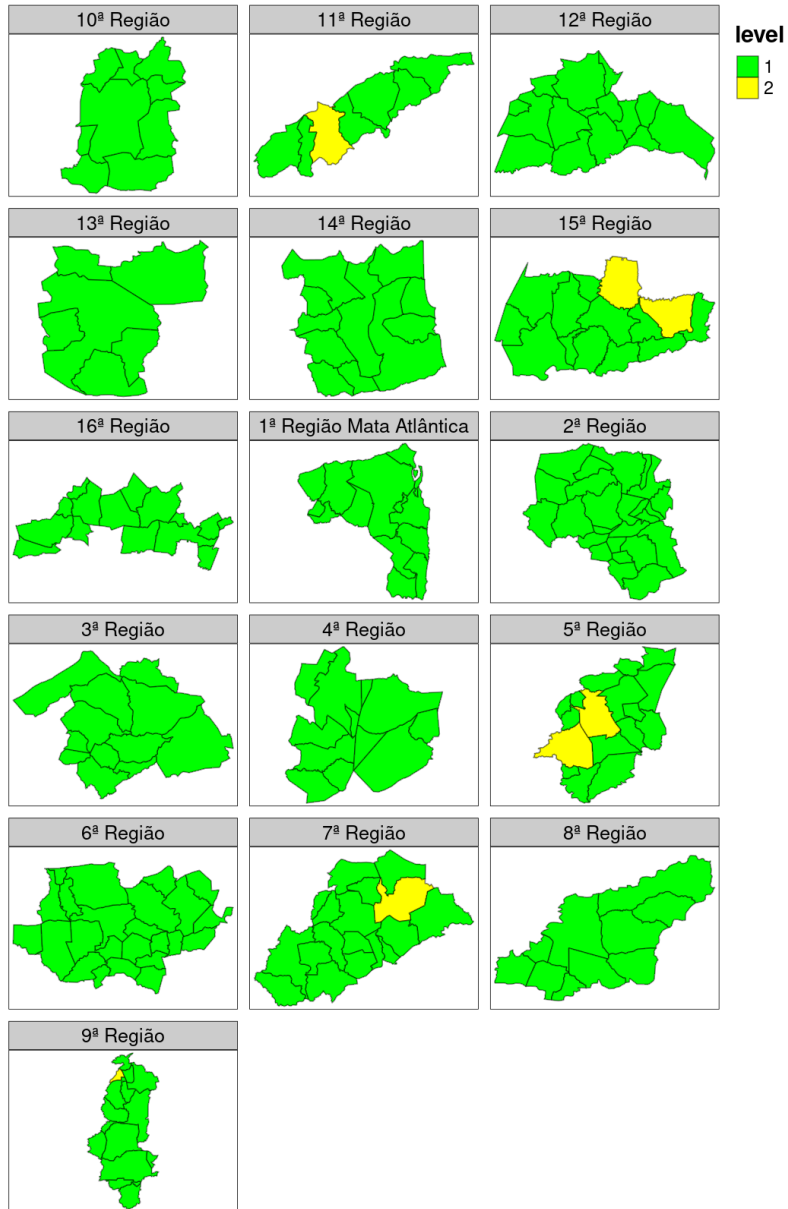 10ª Região
11ª Região
12ª Região
level
1
2
13ª Região
14ª Região
15ª Região
16ª Região
1ª Região Mata Atlântica
2ª Região
3ª Região
4ª Região
5ª Região
6ª Região
7ª Região
8ª Região
9ª Região